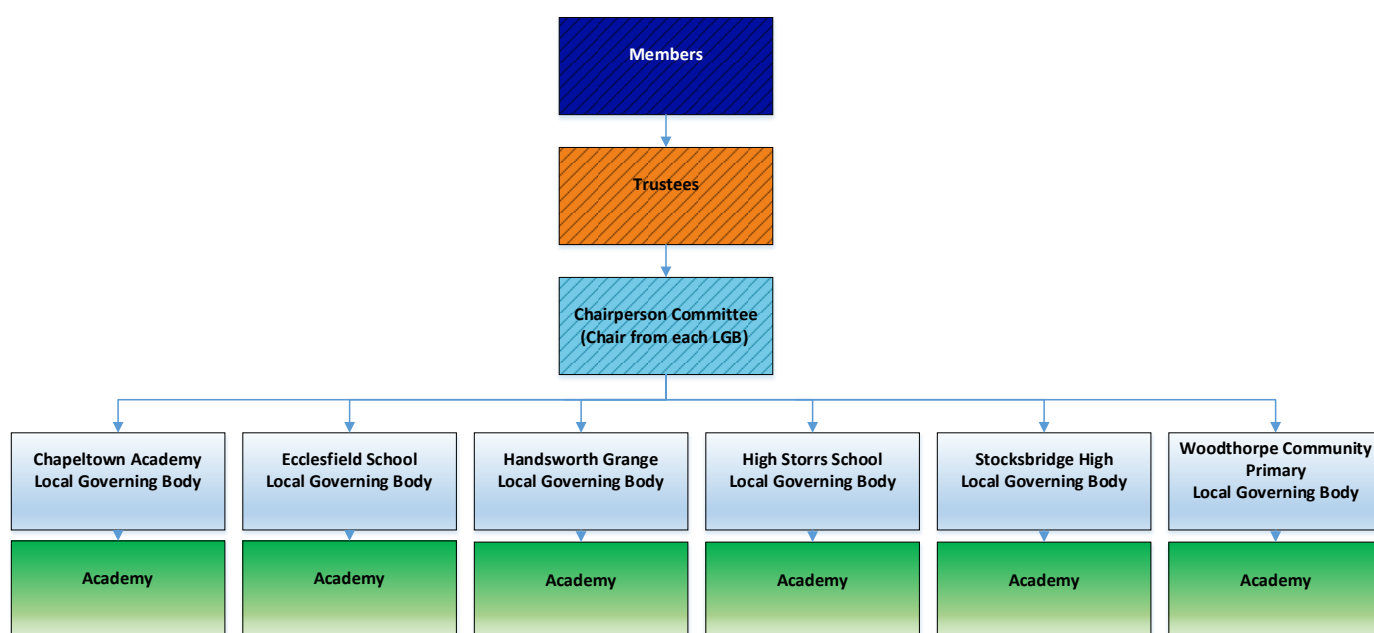 Members
Trustees
Chairperson Committee
(Chair from each LGB)
Chapeltown Academy
Local Governing Body
Ecclesfield School
Local Governing Body
Handsworth Grange
Local Governing Body
High Storrs School
Local Governing Body
Stocksbridge High
Local Governing Body
Woodthorpe Community
Primary
Local Governing Body
Academy
Academy
Academy
Academy
Academy
Academy